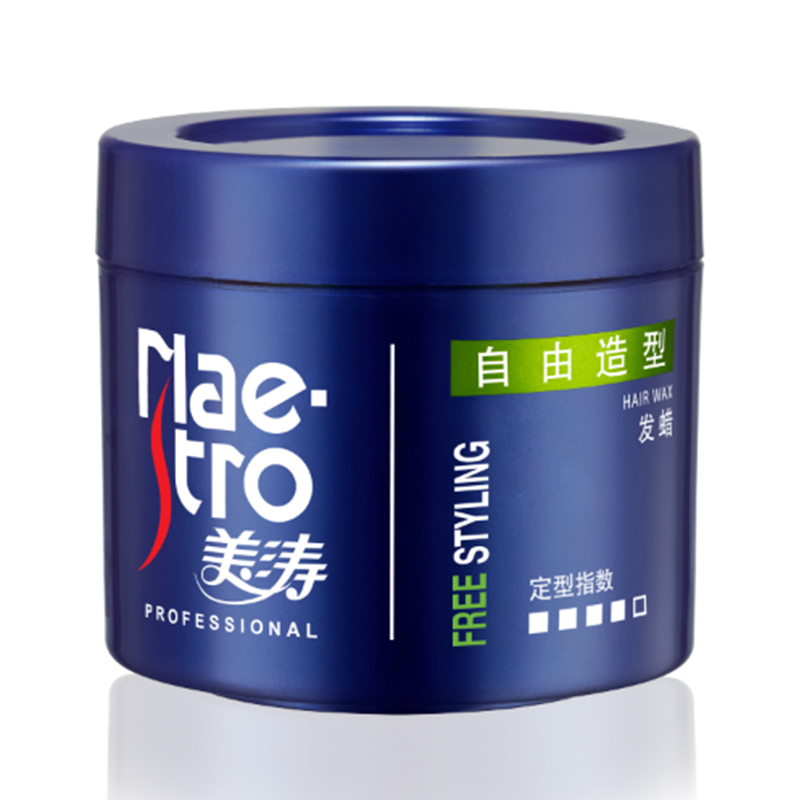 Mae-
stro
美涛
PROFESSIONAL
自由造型
HAIR WAX
发蜡
FREE STYLING
定型指数